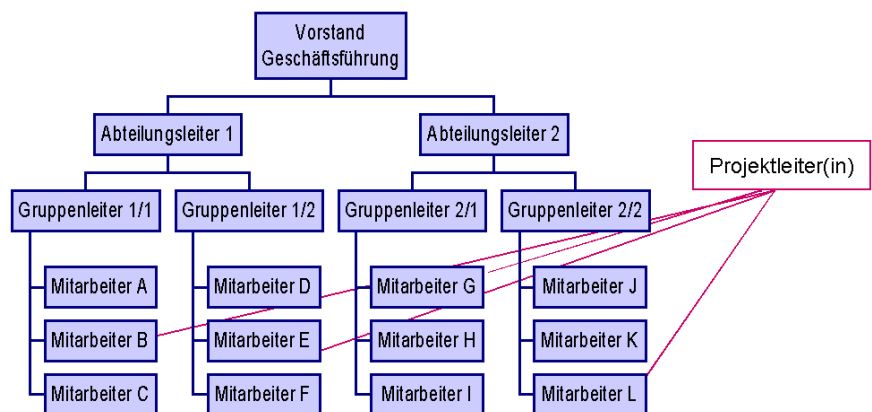 Vorstand
Geschäftsführung
Abteilungsleiter 1
Abteilungsleiter 2
Projektleiter(in)
Gruppenleiter 1/1
Gruppenleiter 1/2
Gruppenleiter 2/1
Gruppenleiter 2/2
Mitarbeiter A
Mitarbeiter D
Mitarbeiter G
Mitarbeiter J
Mitarbeiter B
Mitarbeiter E
Mitarbeiter H
Mitarbeiter K
Mitarbeiter C
Mitarbeiter F
Mitarbeiter I
Mitarbeiter L